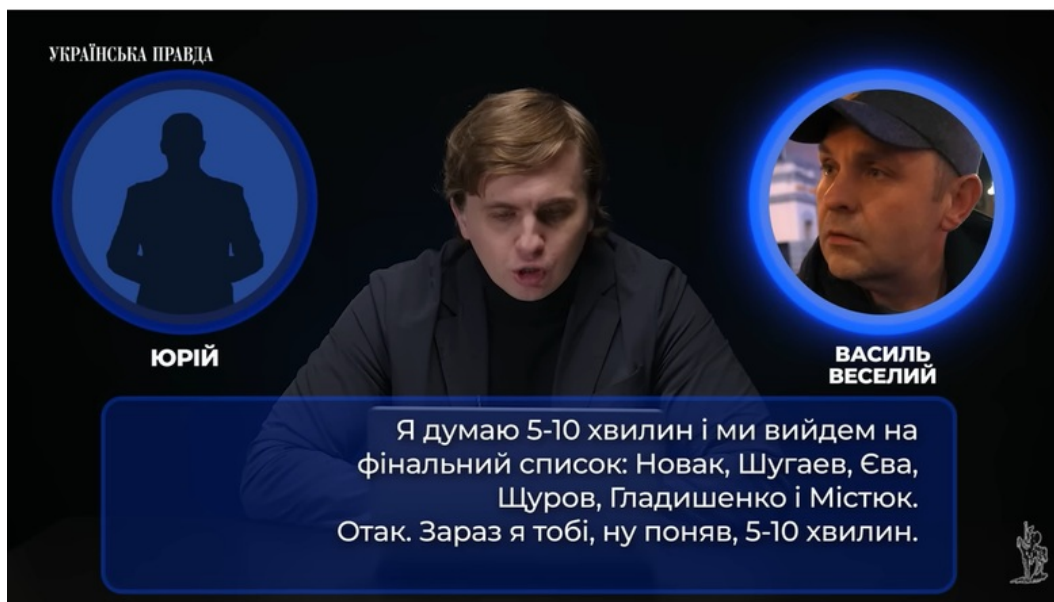 УКРАЇНСЬКА ПРАВДА
ЮРІЙ
ВАСИЛЬ
ВЕСЕЛИЙ
Я думаю 5-10 хвилин і ми вийдем на
фінальний список: Новак, Шугаев, Єва,
Щуров, Гладишенко і Містюк.
Отак. Зараз я тобі, ну поняв, 5-10 хвилин.